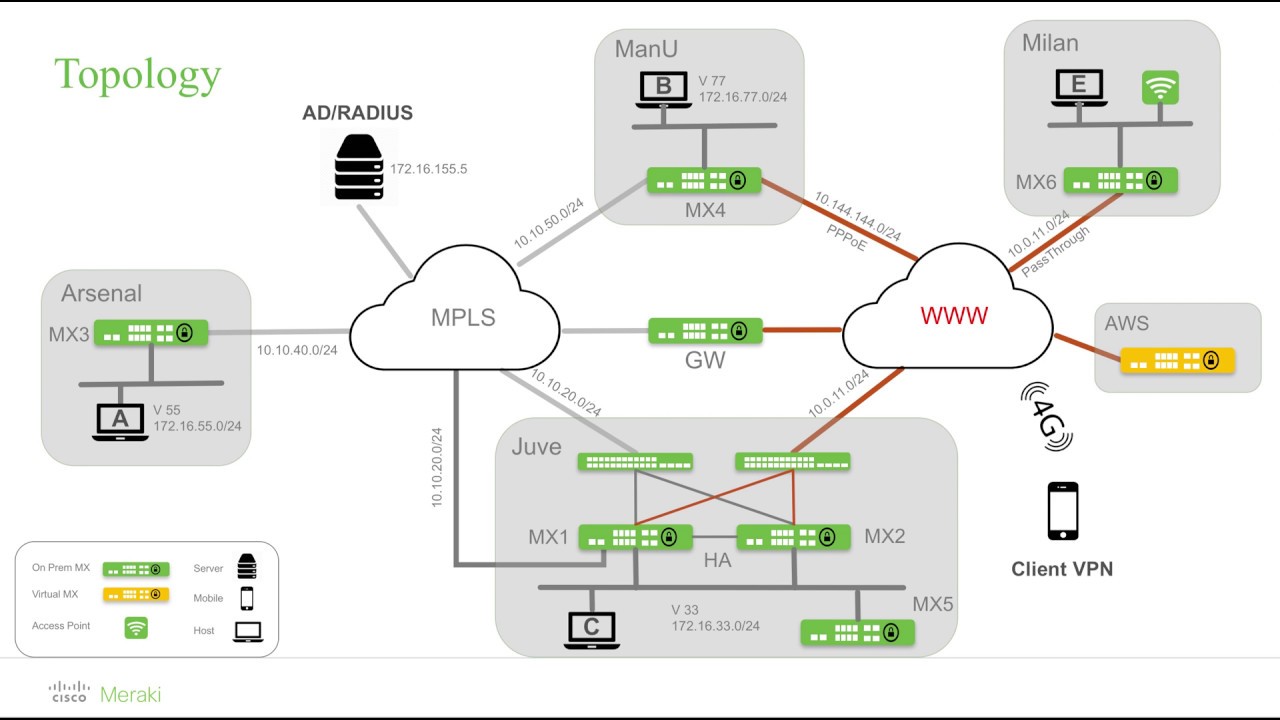 Topology
AD/RADIUS
172.16.155.5
ManU
B
V 77
172.16.77.0/24
MX4
Milan
E
MX6
10.10.50.0/24
10.144.144.0/24
PPPoE
10.0.11.0/24
PassThrough
Arsenal
MX3
10.10.40.0/24
A
V 55
172.16.55.0/24
MPLS
GW
WWW
AWS
4G
Client VPN
10.10.20.0/24
10.10.20.0/24
10.0.11.0/24
Juve
MX1
HA
MX2
C
V 33
172.16.33.0/24
MX5
On Prem MX
Server
Virtual MX
Mobile
Access Point
Host
CISCO
Meraki